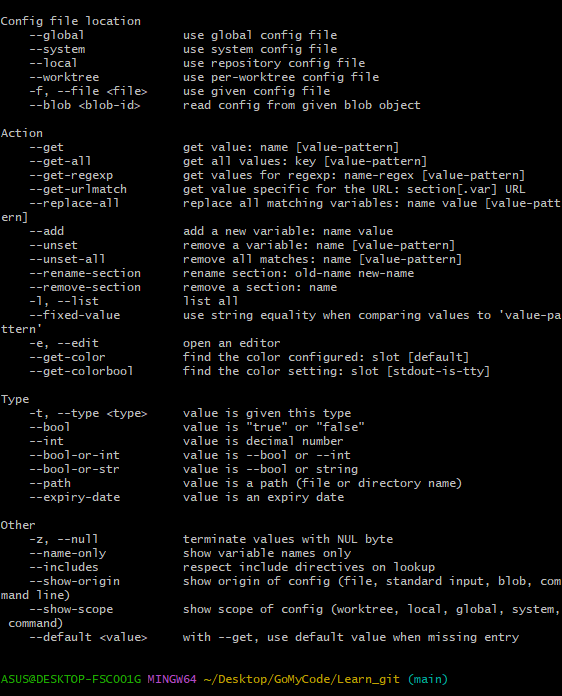 Config file location
    --global              use global config file
    --system              use system config file
    --local               use repository config file
    --worktree            use per-worktree config file
    -f, --file <file>     use given config file
    --blob <blob-id>      read config from given blob object

Action
    --get                 get value: name [value-pattern]
    --get-all             get all values: key [value-pattern]
    --get-regexp          get values for regexp: name-regex [value-pattern]
    --get-urlmatch        get value specific for the URL: section[.var] URL
    --replace-all         replace all matching variables: name value [value-patt
ern]
    --add                 add a new variable: name value
    --unset               remove a variable: name [value-pattern]
    --unset-all           remove all matches: name [value-pattern]
    --rename-section      rename section: old-name new-name
    --remove-section      remove a section: name
    -l, --list            list all
    --fixed-value         use string equality when comparing values to 'value-pa
ttern'
    -e, --edit            open an editor
    --get-color           find the color configured: slot [default]
    --get-colorbool       find the color setting: slot [stdout-is-tty]

Type
    -t, --type <type>     value is given this type
    --bool                value is "true" or "false"
    --int                 value is decimal number
    --bool-or-int         value is --bool or --int
    --bool-or-str         value is --bool or string
    --path                value is a path (file or directory name)
    --expiry-date         value is an expiry date

Other
    -z, --null            terminate values with NUL byte
    --name-only           show variable names only
    --includes            respect include directives on lookup
    --show-origin         show origin of config (file, standard input, blob, com
mand line)
    --show-scope          show scope of config (worktree, local, global, system,
 command)
    --default <value>     with --get, use default value when missing entry

ASUS@DESKTOP-FSCO01G MINGW64 ~/Desktop/GoMyCode/Learn_git (main)